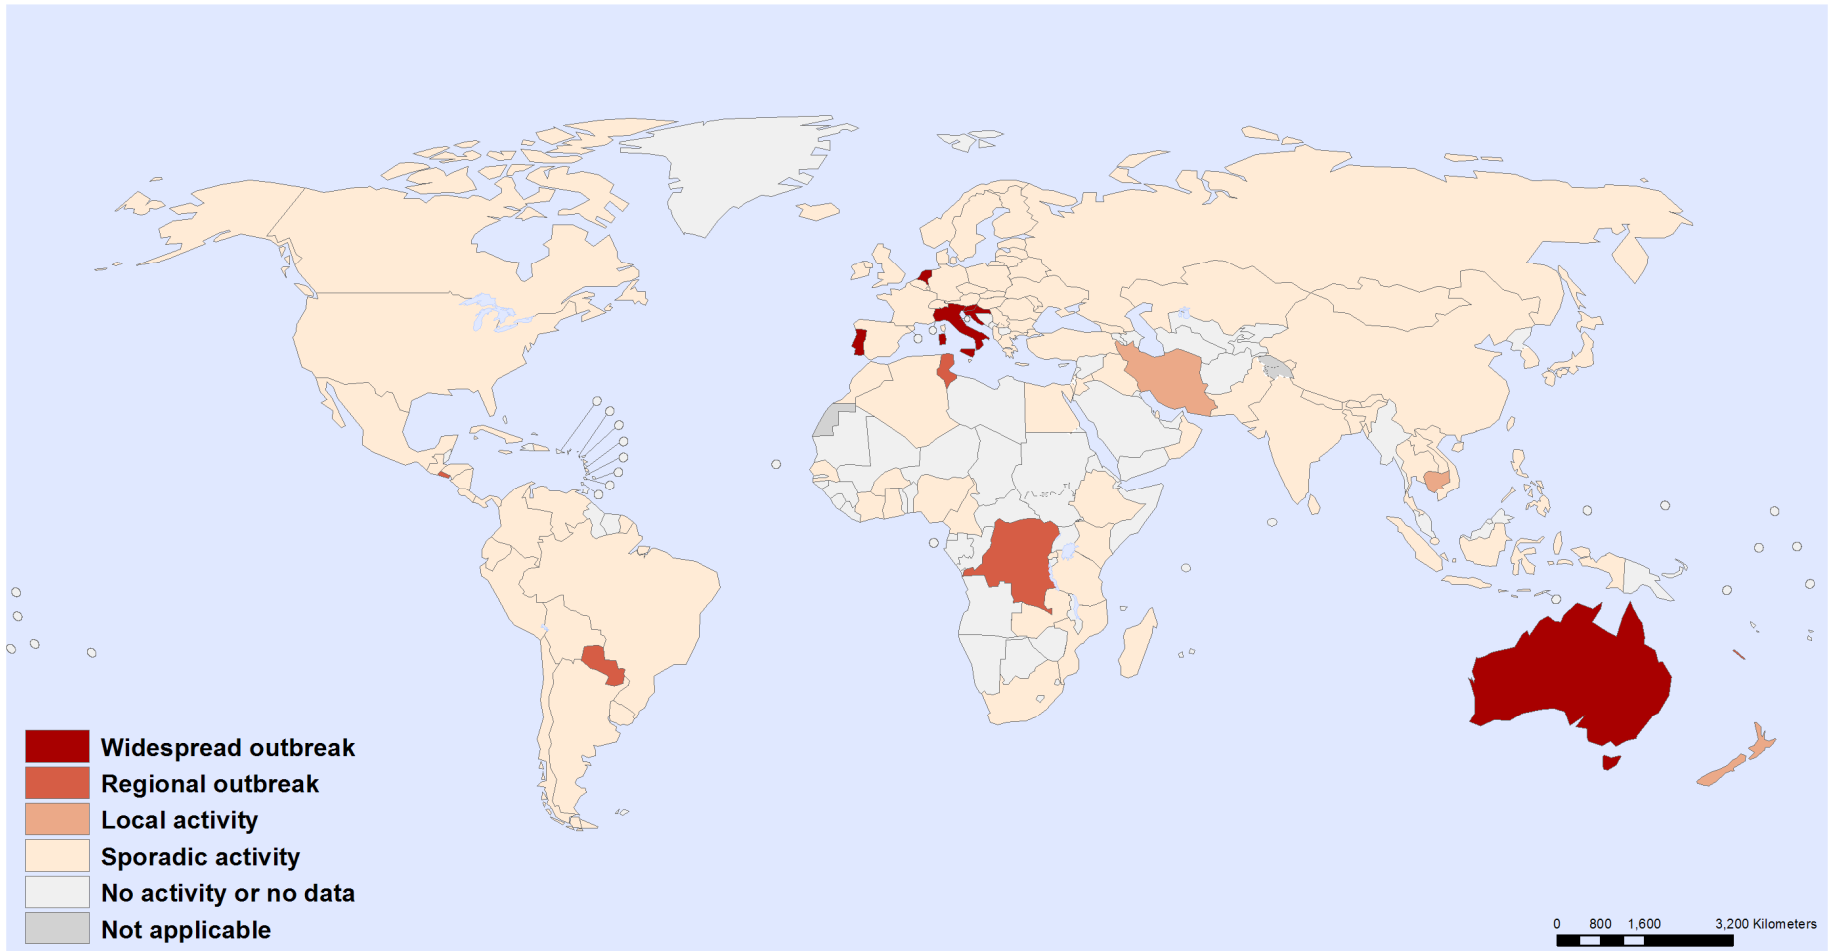 Widespread outbreak
Regional outbreak
Local activity
Sporadic activity
No activity or no data
Not applicable
0 800 1,600 3,200 Kilometers